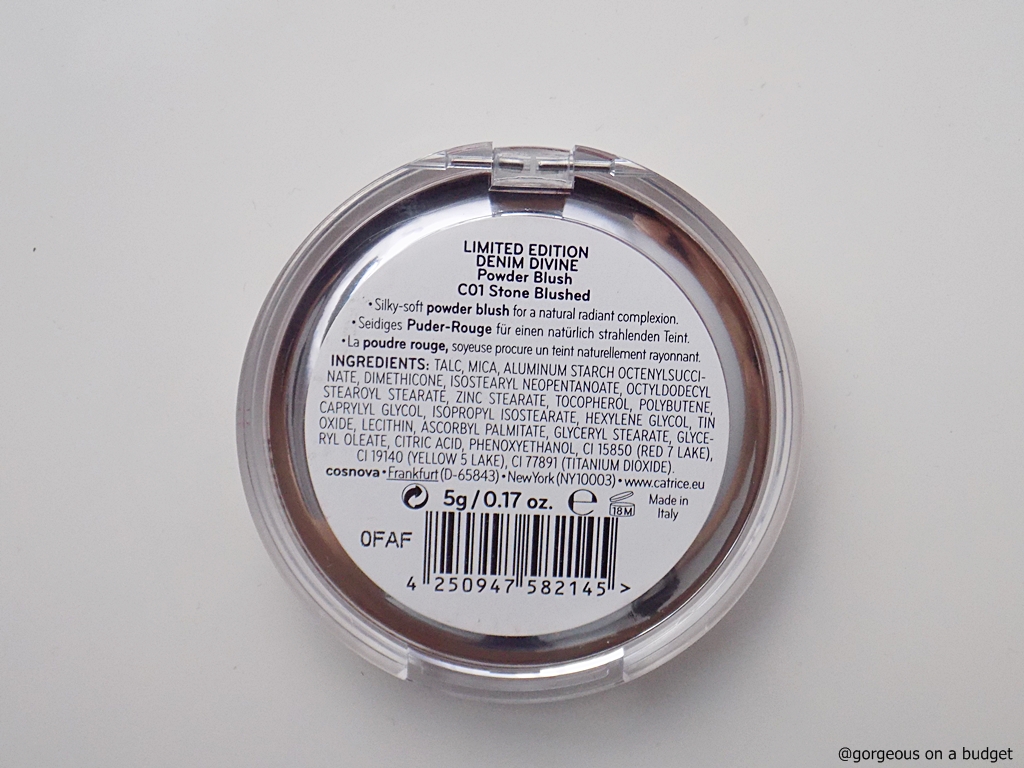 LIMITED EDITION
DENIM DIVINE
Powder Blush
C01 Stone Blushed
•Silky-soft powder blush for a natural radiant complexion.
•Seidiges Puder-Rouge für einen natürlich strahlenden Teint.
•La poudre rouge, soyeuse procure un teint naturellement rayonnant.
INGREDIENTS: TALC, MICA, ALUMINUM STARCH OCTENYLSUCCI-
NATE, DIMETHICONE, ISOSTEARYL NEOPENTANOATE, OCTYLDODECYL
STEAROYL STEARATE, ZINC STEARATE, TOCOPHEROL, POLYBUTENE,
CAPRYLYL GLYCOL, ISOPROPYL ISOSTEARATE, HEXYLENE GLYCOL, TIN
OXIDE, LECITHIN, ASCORBYL PALMITATE, GLYCERYL STEARATE, GLYCE-
RYL OLEATE, CITRIC ACID, PHENOXYETHANOL, CI 15850 (RED 7 LAKE),
CI 19140 (YELLOW 5 LAKE), CI 77891 (TITANIUM DIOXIDE).
cosnova•Frankfurt(D-65843)•NewYork(NY10003)•www.catrice.eu
5g/0.17 oz. e 18M Made in
Italy
0FAF
4 250947 582145 >
@gorgeous on a budget